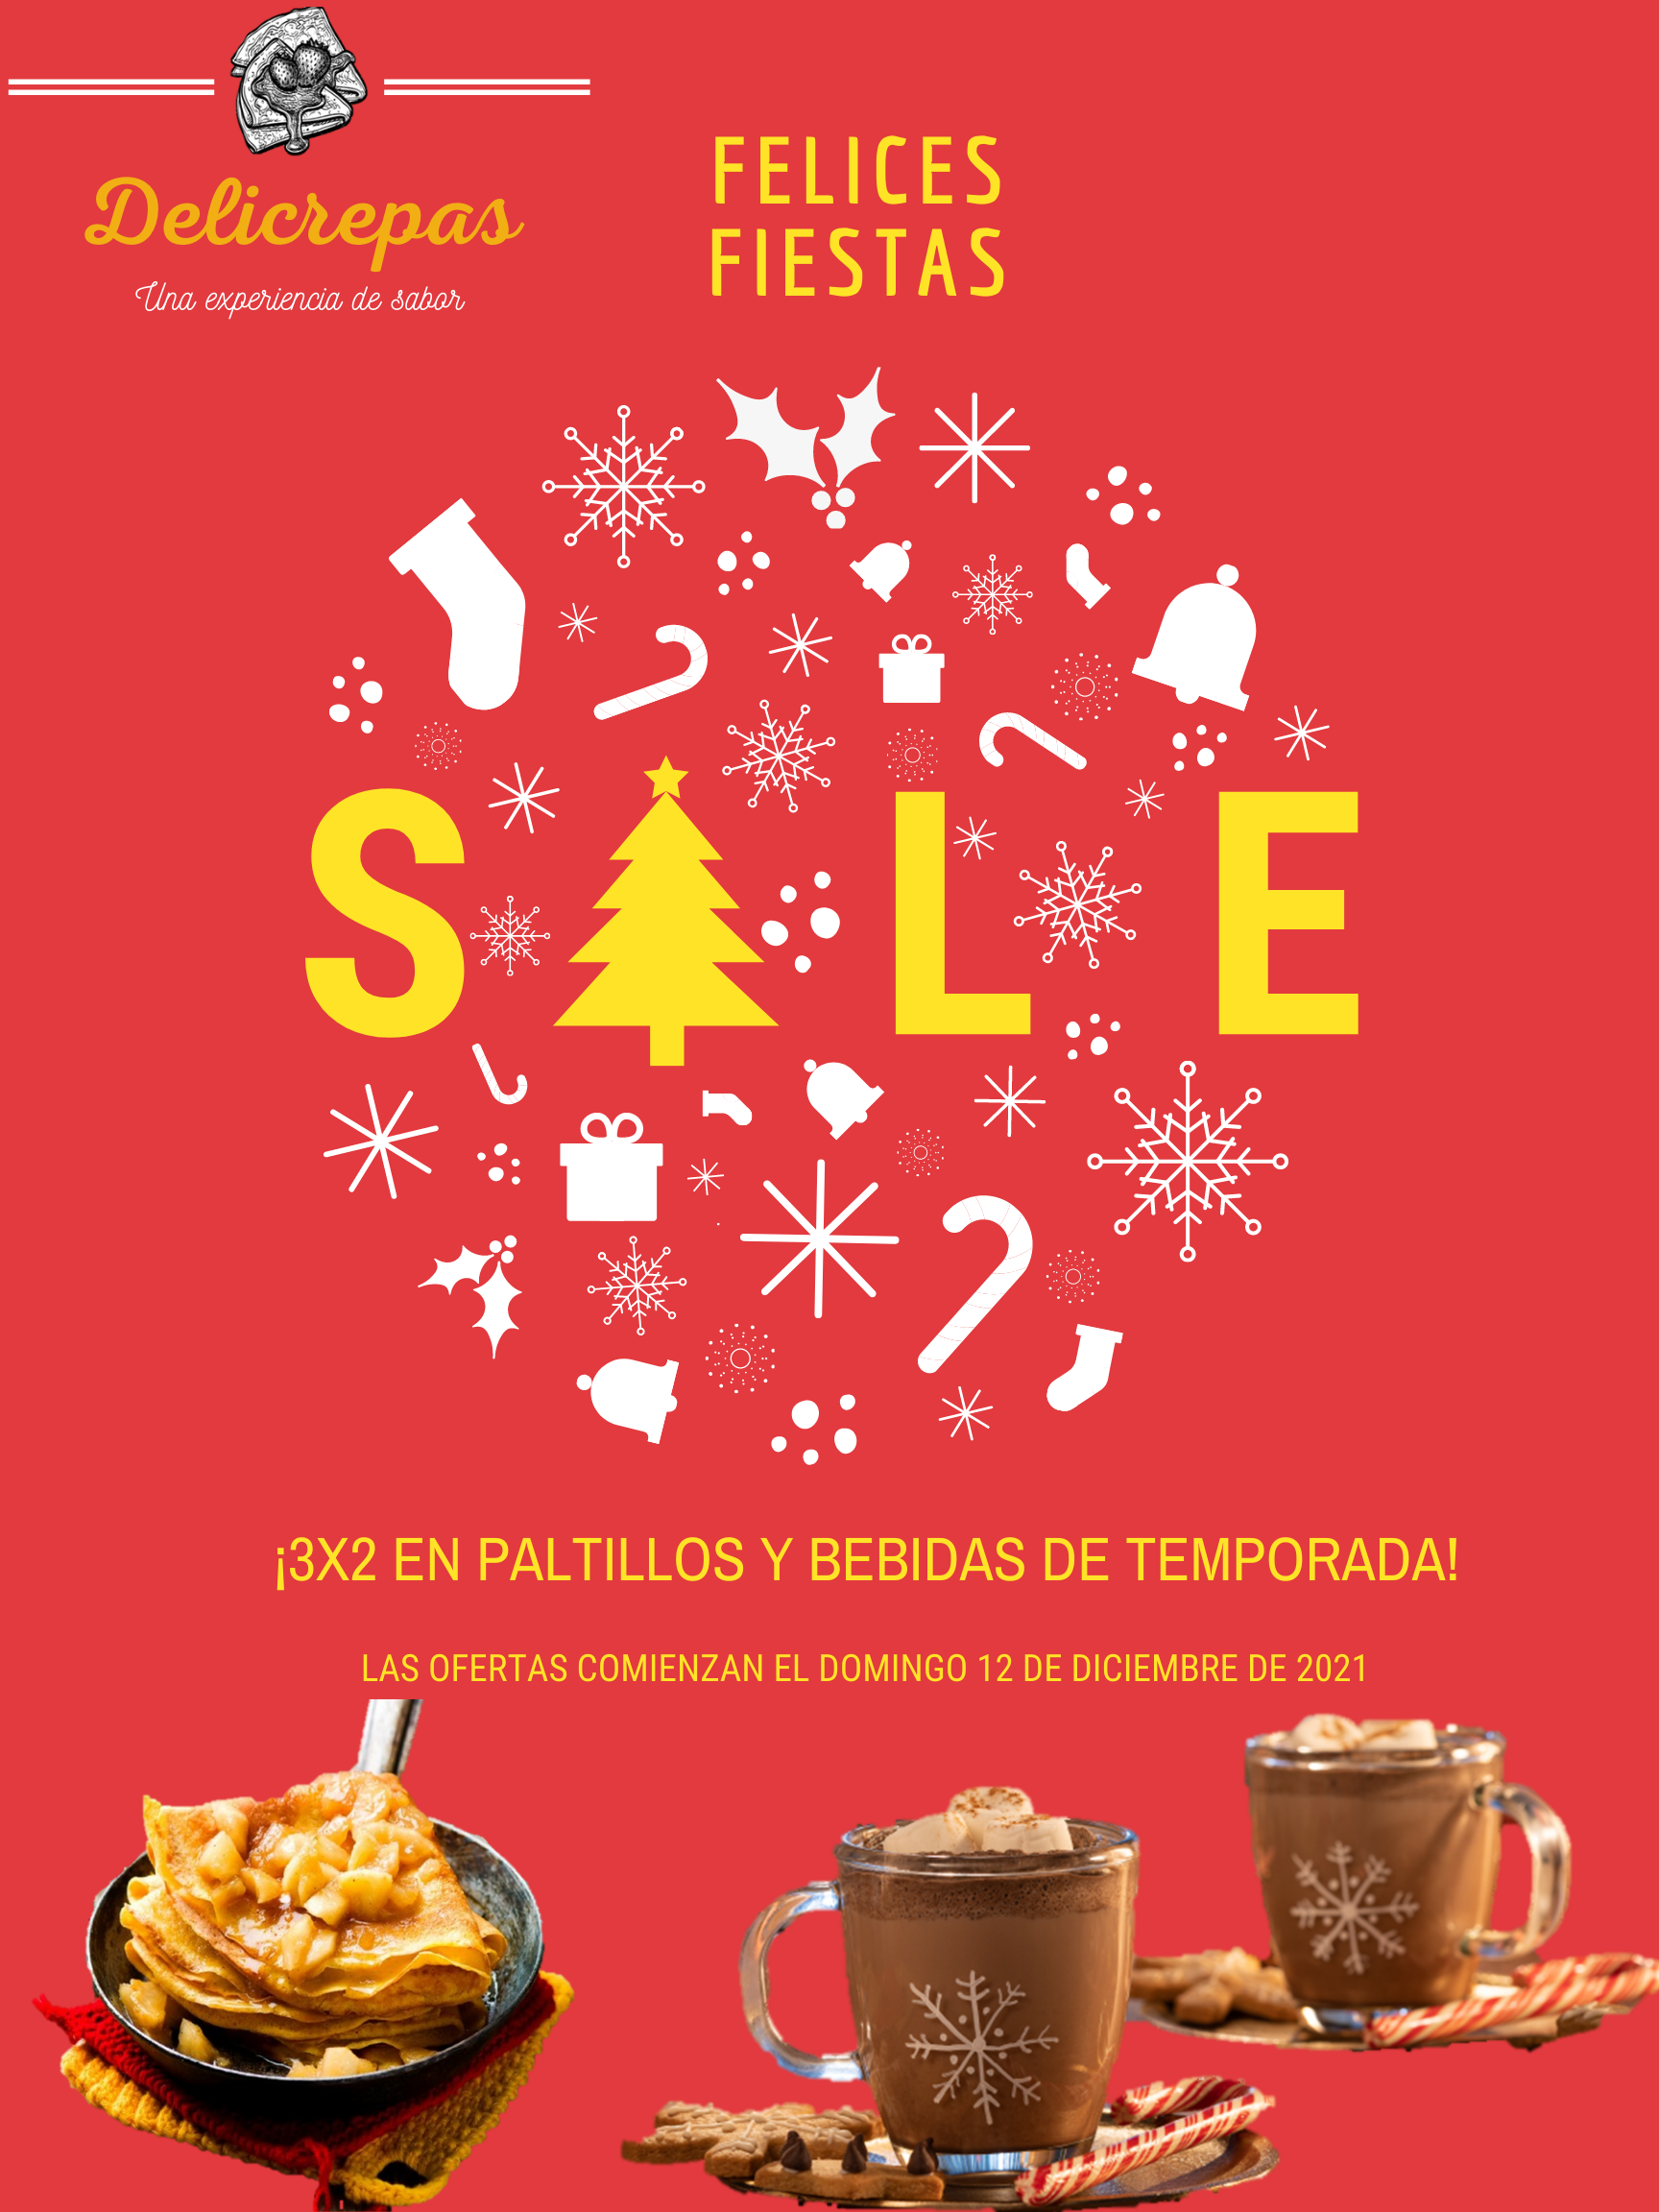 Delicrepas
Una experiencia de sabor
FELICES
FIESTAS
S LE
¡3X2 EN PALTILLOS Y BEBIDAS DE TEMPORADA!
LAS OFERTAS COMIENZAN EL DOMINGO 12 DE DICIEMBRE DE 2021